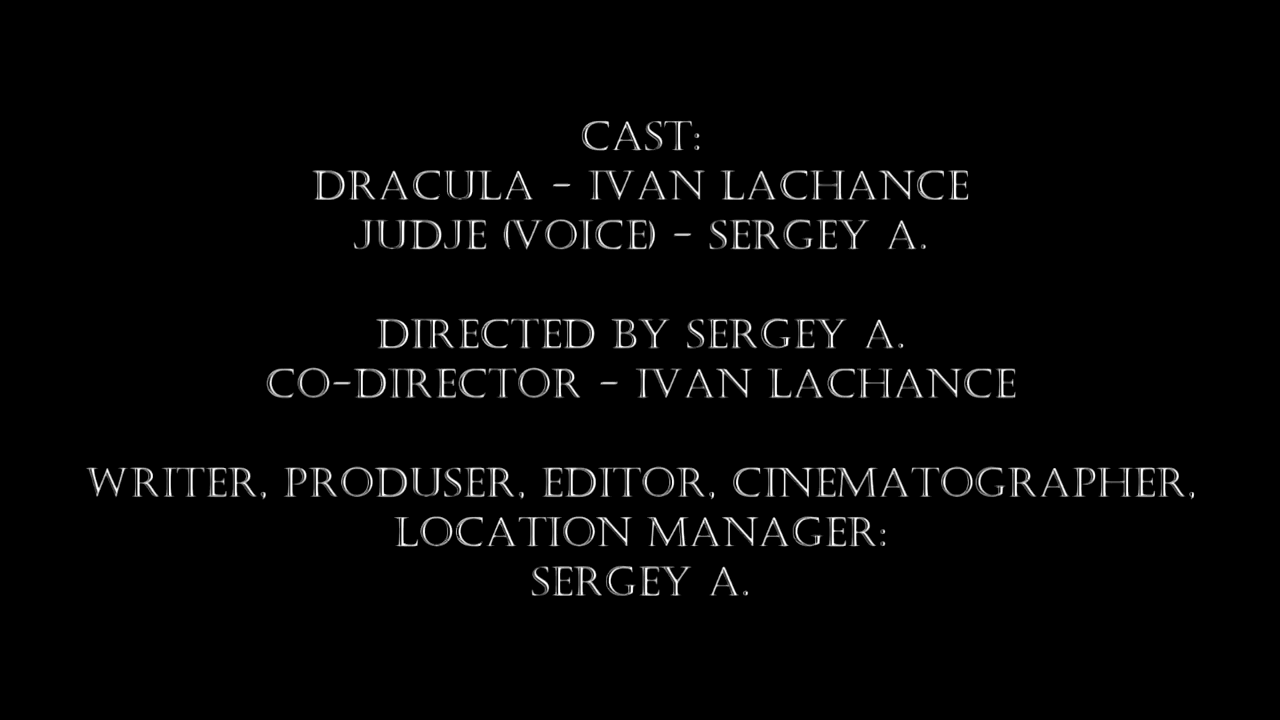 CAST:
DRACULA - IVAN LACHANCE
JUDJE (VOICE) - SERGEY A.
DIRECTED BY SERGEY A.
CO-DIRECTOR - IVAN LACHANCE
WRITER, PRODUSER, EDITOR, CINEMATOGRAPHER,
LOCATION MANAGER:
SERGEY A.